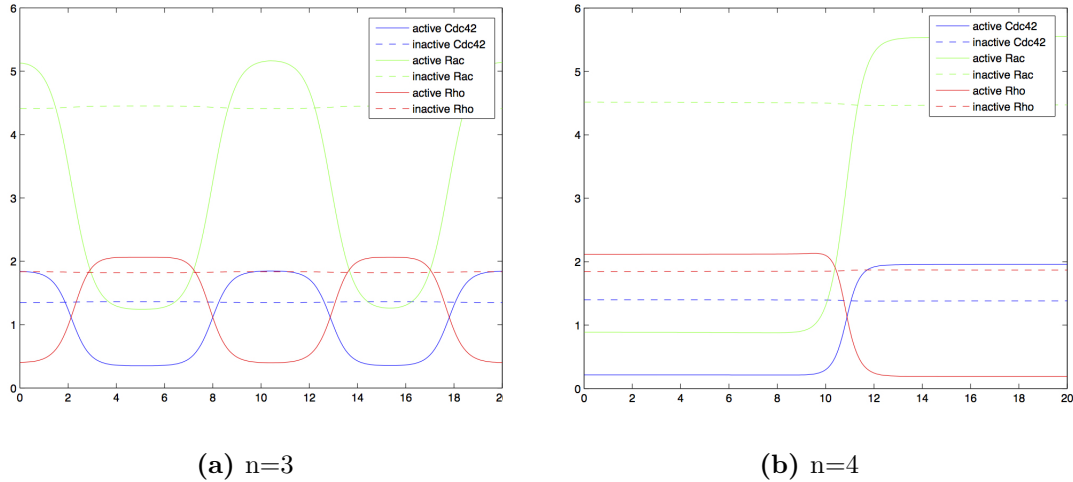 6
5
4
3
2
1
0
0 2 4 6 8 10 12 14 16 18 20
active Cdc42
inactive Cdc42
active Rac
inactive Rac
active Rho
inactive Rho
(a) n=3
6
5
4
3
2
1
0
0 2 4 6 8 10 12 14 16 18 20
active Cdc42
inactive Cdc42
active Rac
inactive Rac
active Rho
inactive Rho
(b) n=4